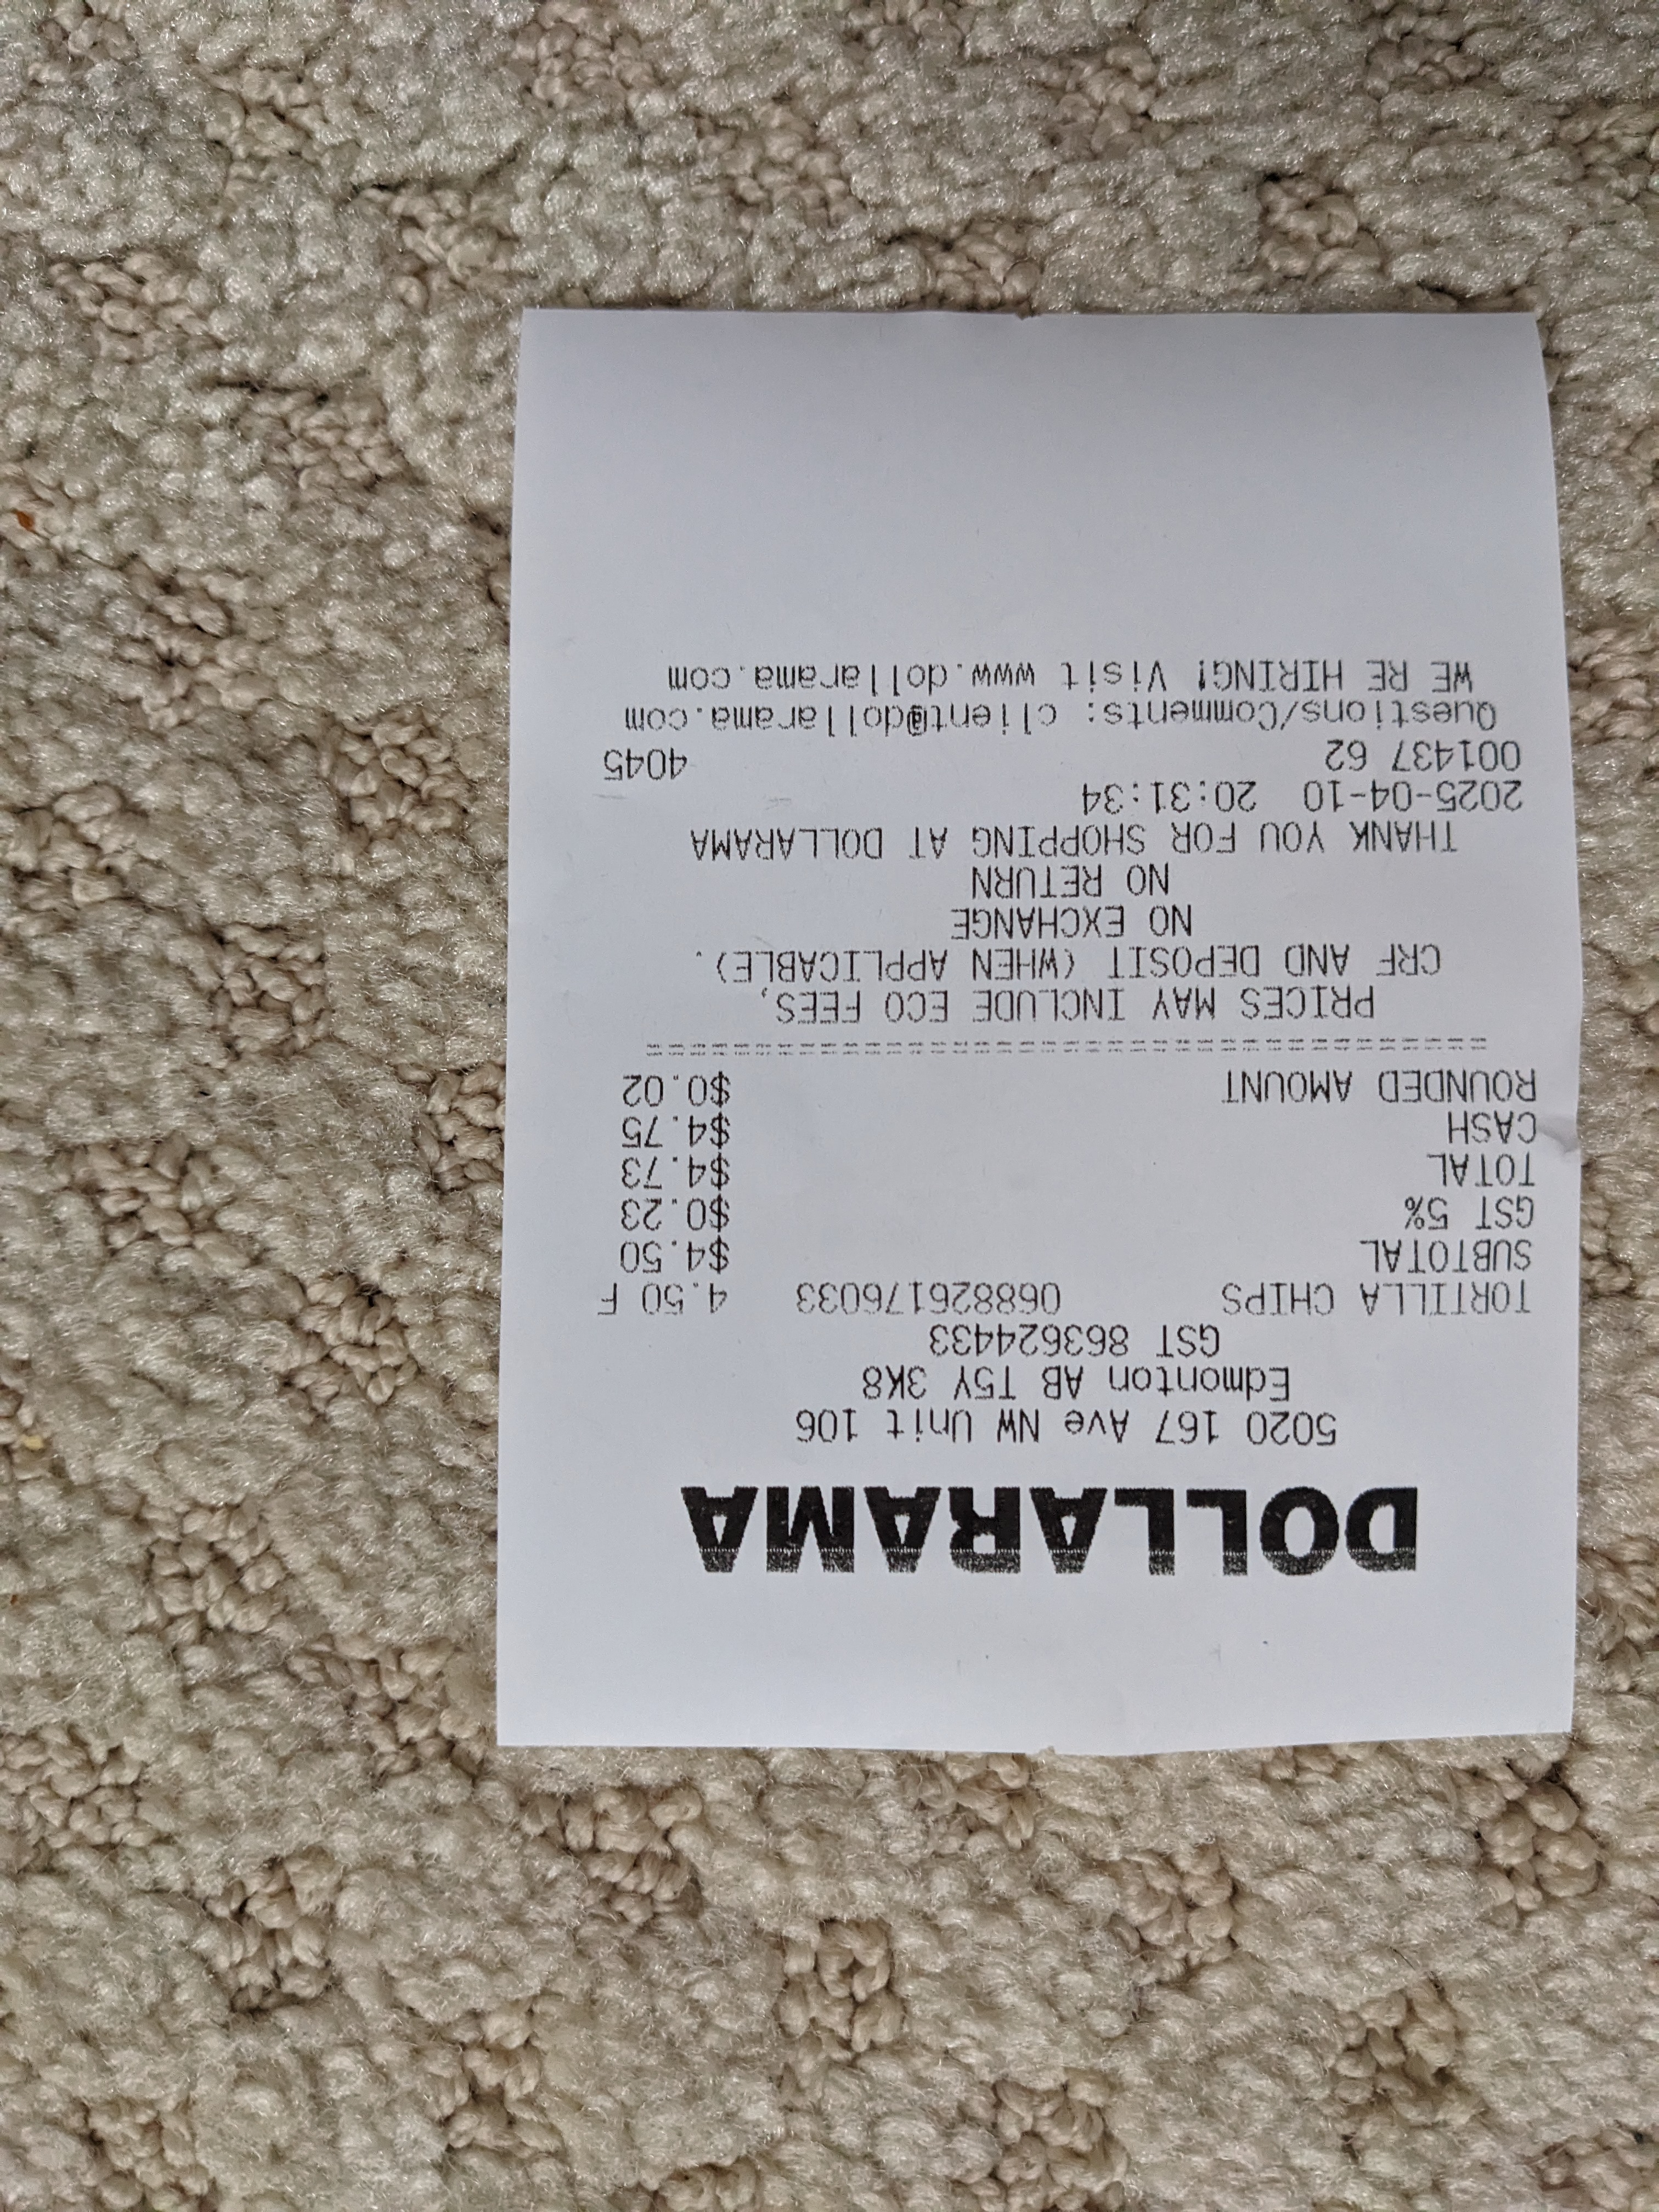 DOLLARAMA
5020 167 Ave NW Unit 106
Edmonton AB T5Y 3K8
GST 863624433
TORTILLA CHIPS 068826176033 4.50 F
SUBTOTAL $4.50
GST 5% $0.23
TOTAL $4.73
CASH $4.75
ROUNDED AMOUNT $0.02
PRICES MAY INCLUDE ECO FEES,
CRF AND DEPOSIT (WHEN APPLICABLE).
NO EXCHANGE
NO RETURN
THANK YOU FOR SHOPPING AT DOLLARAMA
2025-04-10 20:31:34
001437 62 4045
Questions/Comments: client@dollarama.com
WE RE HIRING! Visit www.dollarama.com